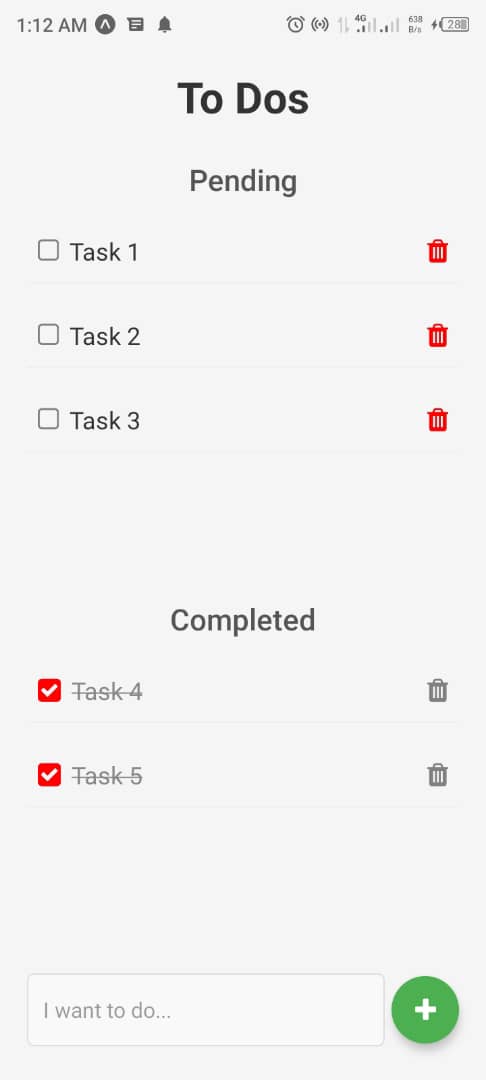 1:12 AM 4G 638 B/s 28
To Dos
Pending
Task 1
Task 2
Task 3
Completed
Task 4
Task 5
I want to do...